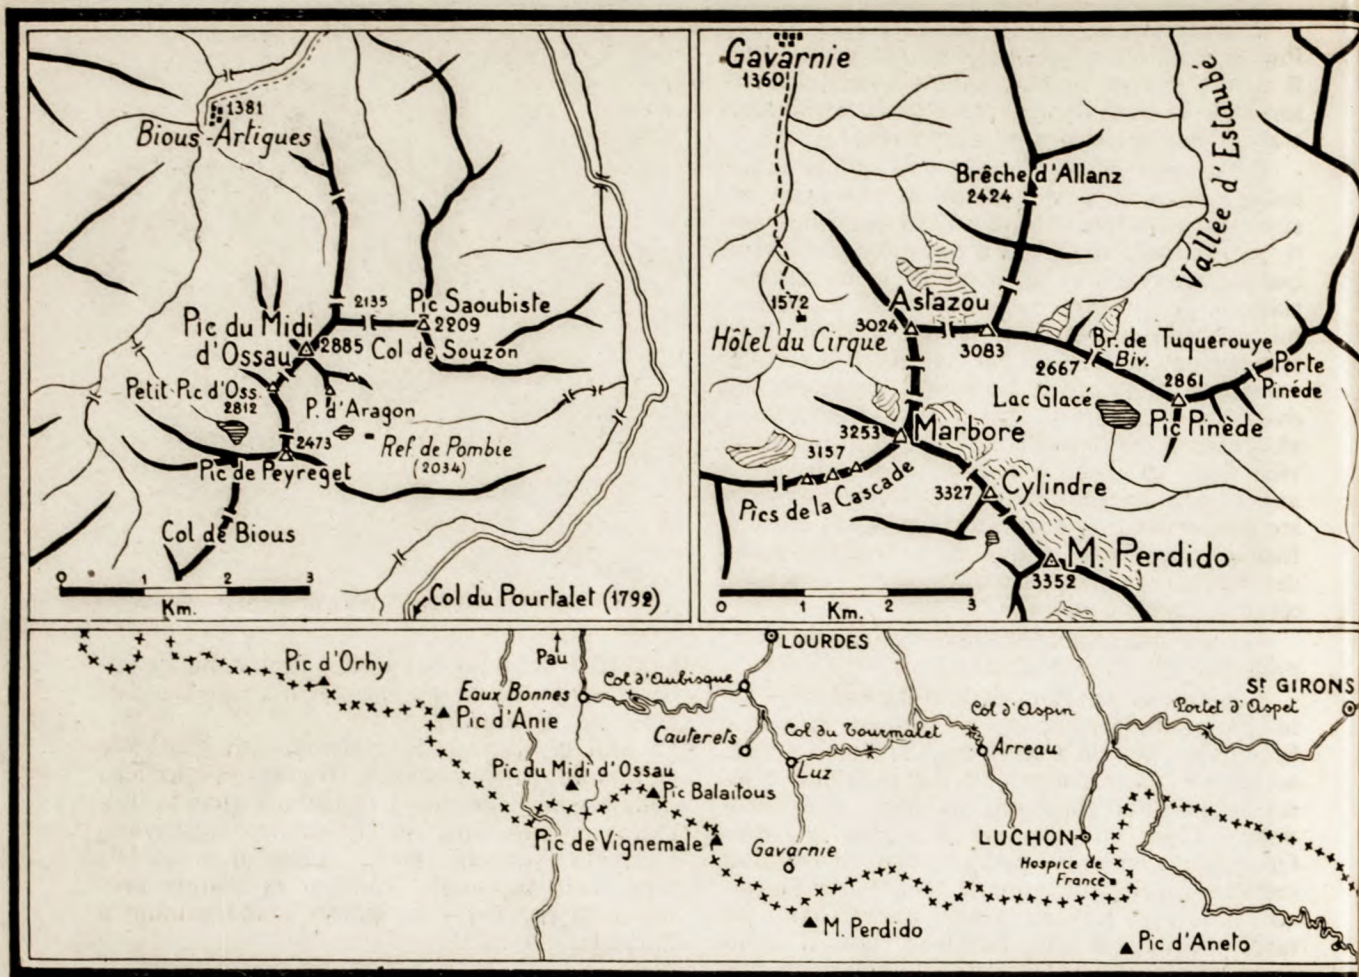 1381
Bious-Artigues
2135
Pic Saoubiste
2209
Pic du Midi
d'Ossau
2885
Col de Souzon
Petit Pic d'Oss.
2812
P. d'Aragon
2473
Ref. de Pombie
(2034)
Pic de Peyreget
Col de Bious
0 1 2 3
Km.
Col du Pourtalet (1792)
Gavarnie
1360
Vallée d'Estaubé
Brêche d'Allanz
2424
1572
Hôtel du Cirque
Astazou
3024
3083
Br. de Tuquerouye
Biv.
2667
2861
Porte
Pinéde
Lac Glacé
Pic Pinède
3253
Marboré
3157
Pics de la Cascade
3327
Cylindre
M. Perdido
3352
0 1 2 3
Km.
Pic d'Orhy
Pau
LOURDES
Eaux Bonnes
Col d'Aubisque
Pic d'Anie
Cauterets
Col du Tourmalet
Col d'Aspin
Portet d'Aspet
St GIRONS
Arreau
Luz
Pic du Midi d'Ossau
Pic Balaitous
Pic de Vignemale
Gavarnie
LUCHON
Hospice de
France
M. Perdido
Pic d'Aneto